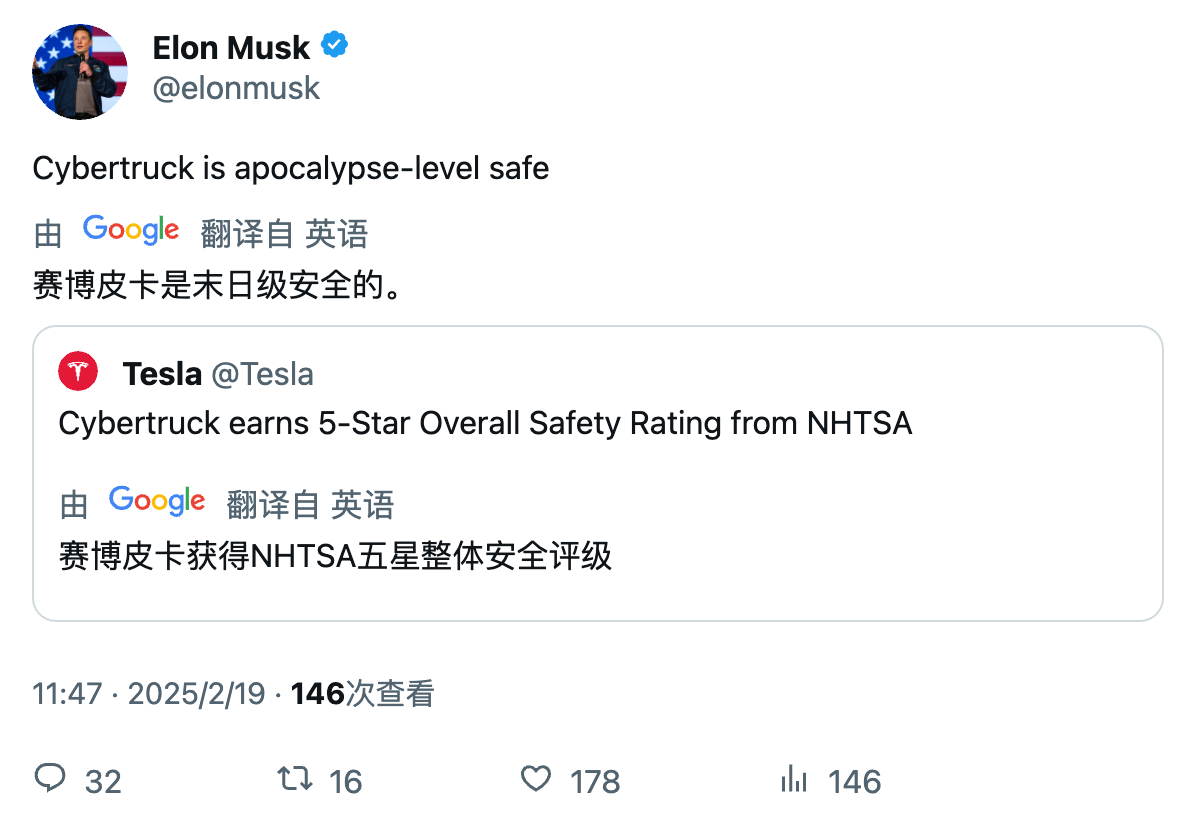 Elon Musk
@elonmusk
Cybertruck is apocalypse-level safe
由 Google 翻译自 英语
赛博皮卡是末日级安全的。
Tesla @Tesla
Cybertruck earns 5-Star Overall Safety Rating from NHTSA
由 Google 翻译自 英语
赛博皮卡获得NHTSA五星整体安全评级
11:47 · 2025/2/19 · 146次查看
32 16 178 146